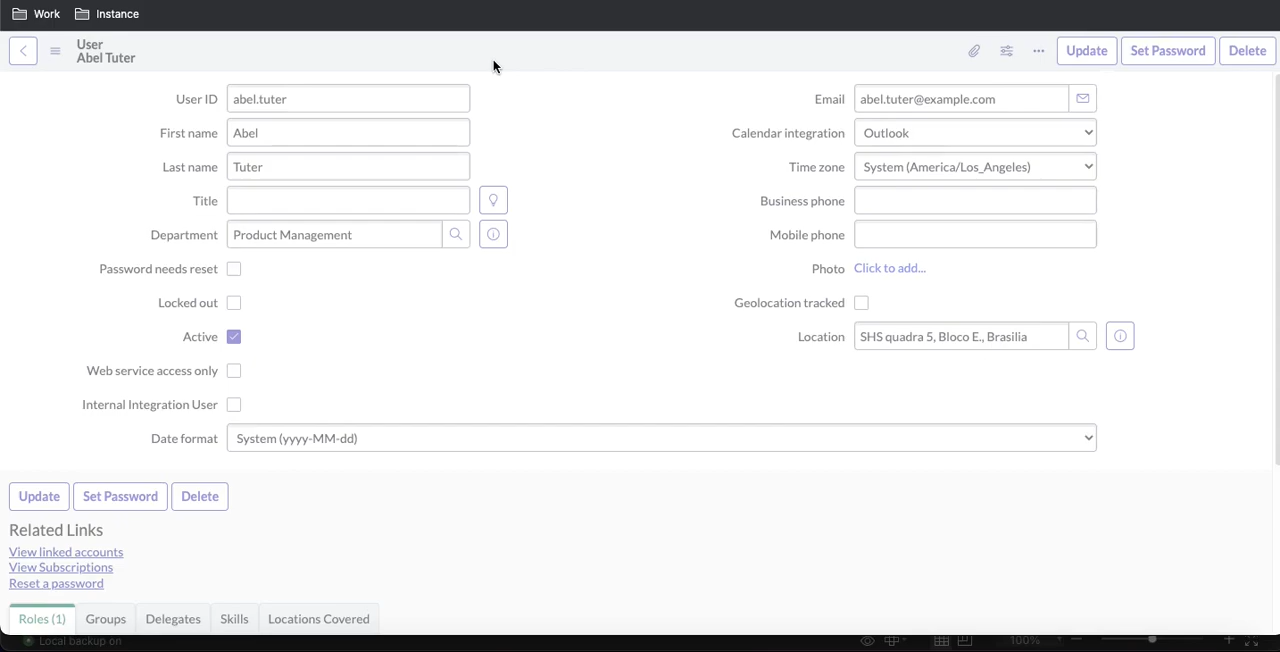 Work Instance
User
Abel Tuter
Update Set Password Delete
User ID abel.tuter
Email abel.tuter@example.com
First name Abel
Calendar integration Outlook
Last name Tuter
Time zone System (America/Los_Angeles)
Title
Business phone
Department Product Management
Mobile phone
Password needs reset
Photo Click to add...
Locked out
Geolocation tracked
Active
Location SHS quadra 5, Bloco E., Brasilia
Web service access only
Internal Integration User
Date format System (yyyy-MM-dd)
Update Set Password Delete
Related Links
View linked accounts
View Subscriptions
Reset a password
Roles (1) Groups Delegates Skills Locations Covered
Local backup on 100%